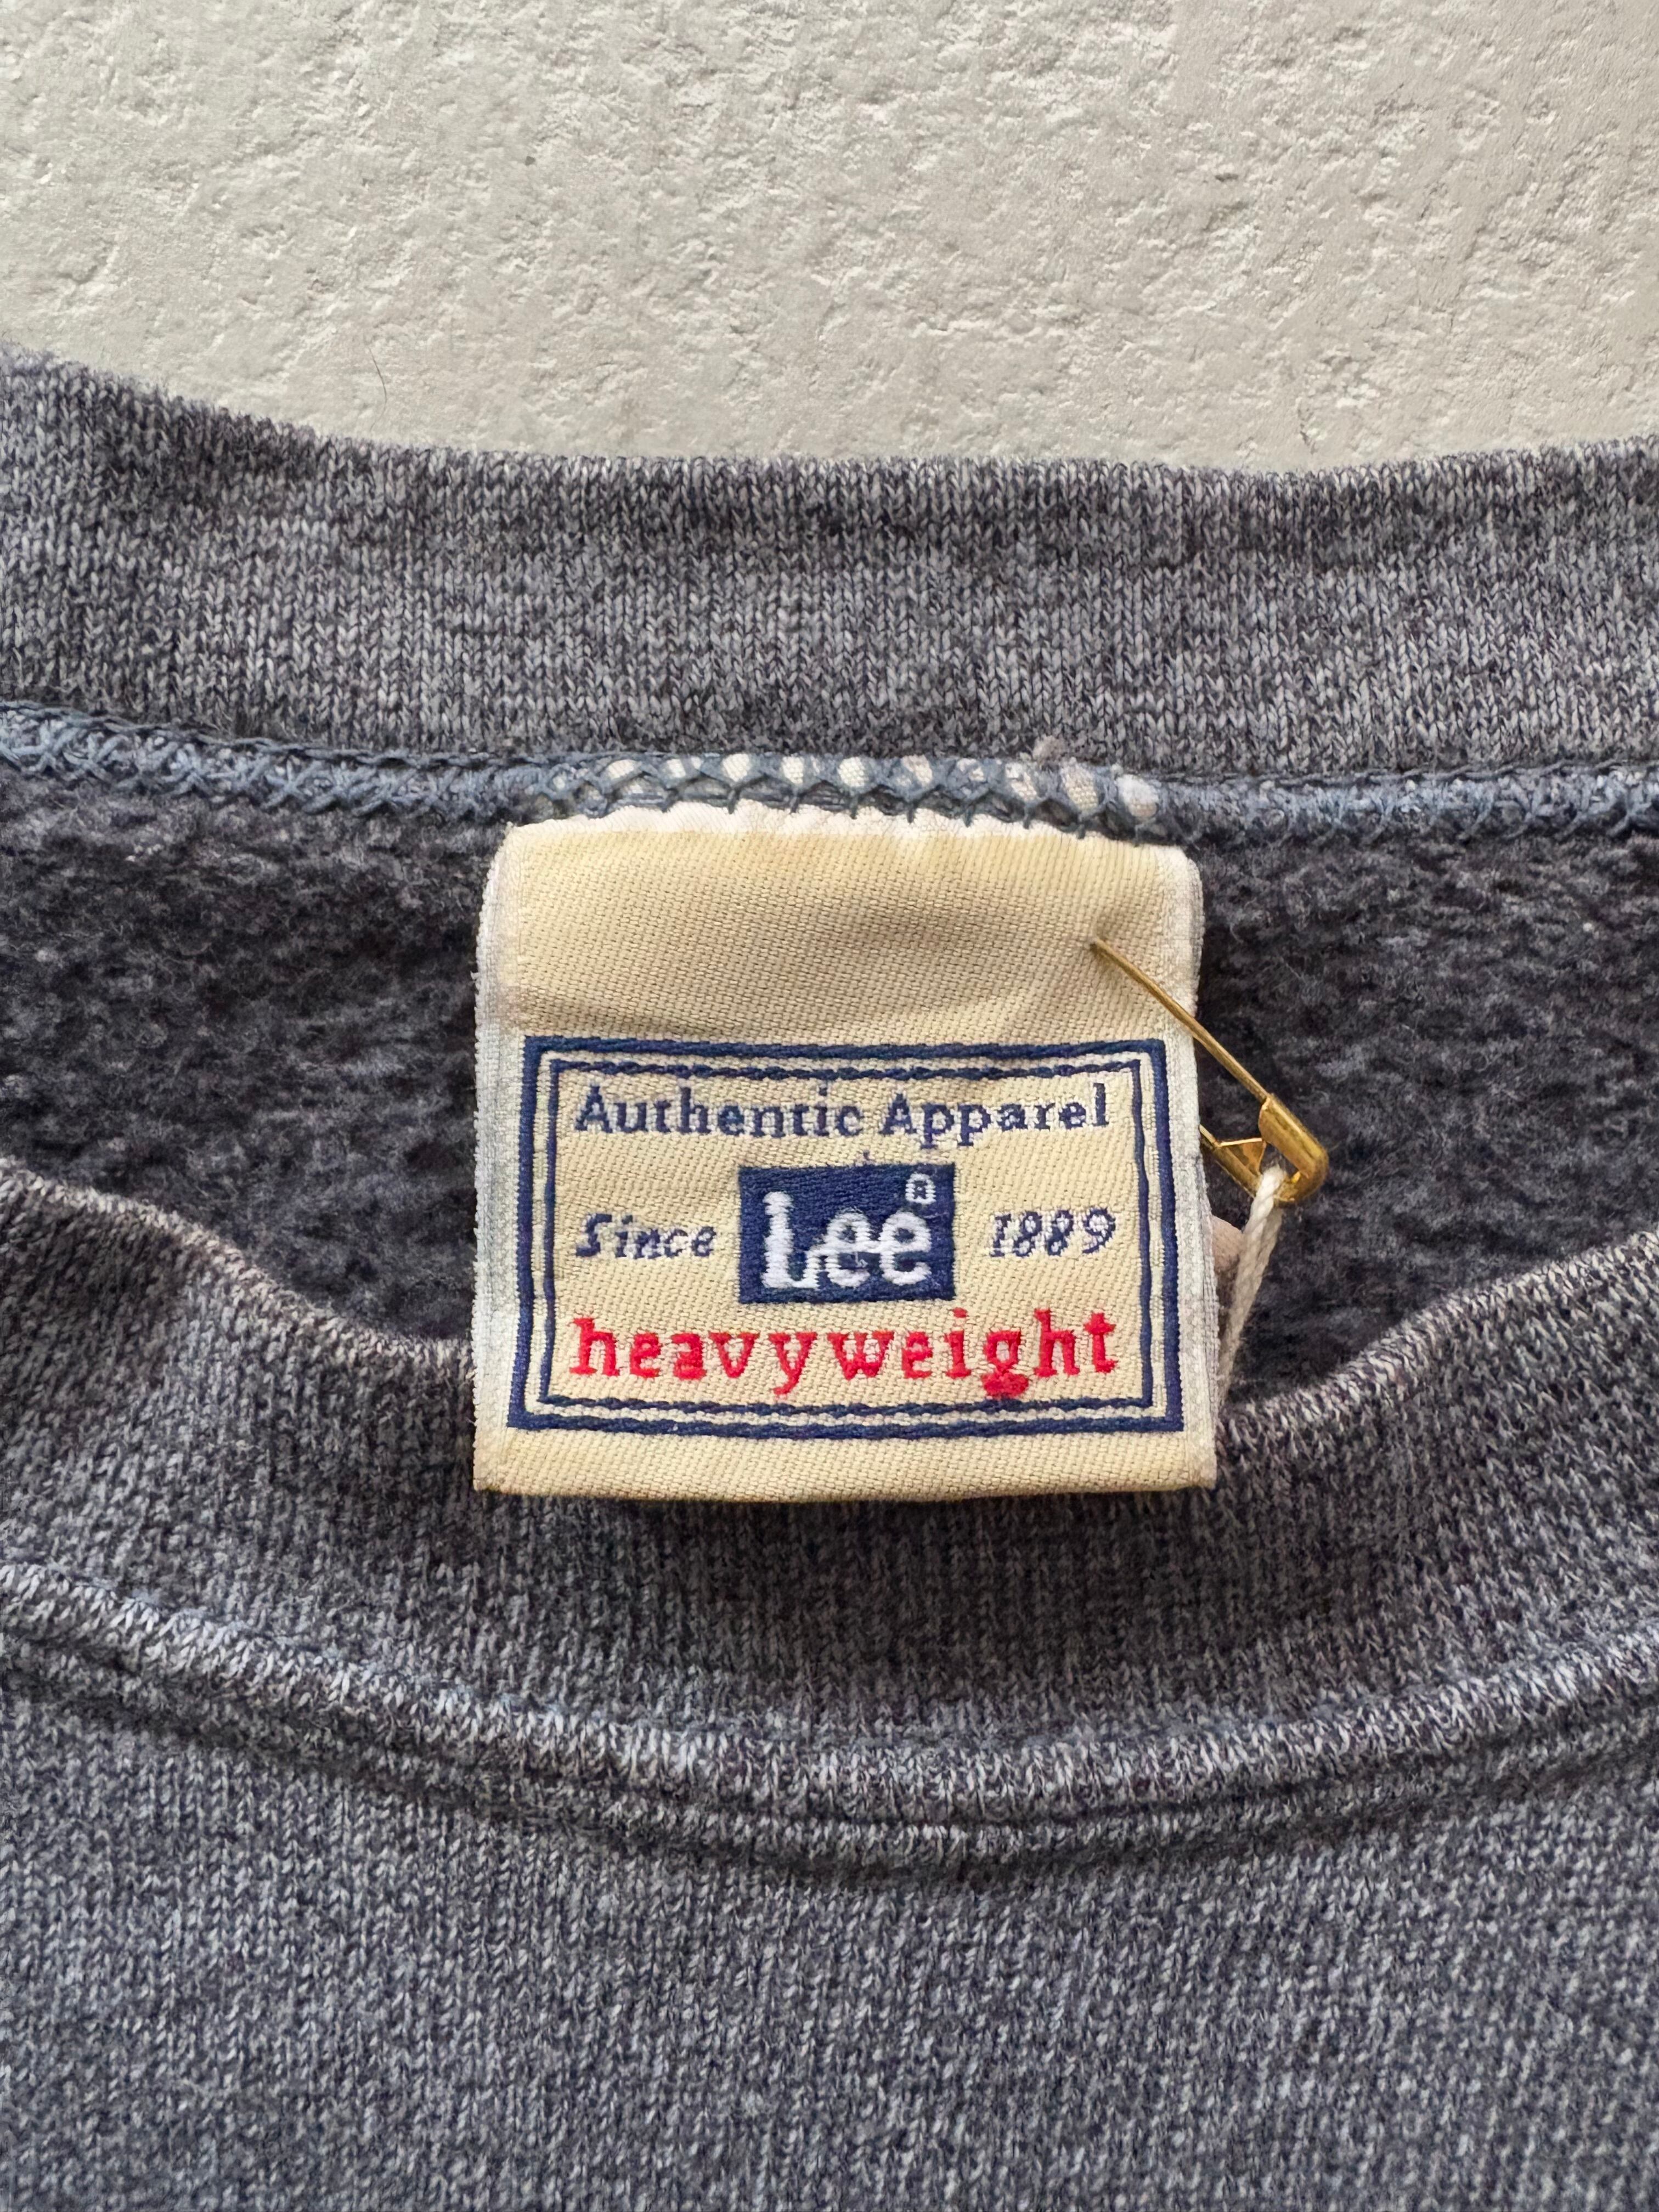 Authentic Apparel
Since Lee® 1889
heavyweight